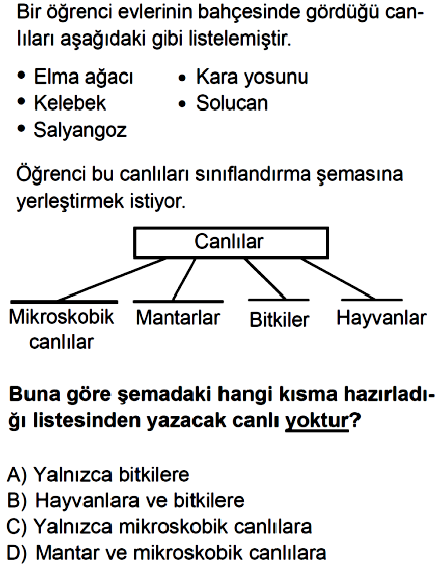 Bir öğrenci evlerinin bahçesinde gördüğü can-
lıları aşağıdaki gibi listelemiştir.
• Elma ağacı • Kara yosunu
• Kelebek • Solucan
• Salyangoz
Öğrenci bu canlıları sınıflandırma şemasına
yerleştirmek istiyor.
Canlılar
Mikroskobik canlılar
Mantarlar
Bitkiler
Hayvanlar
Buna göre şemadaki hangi kısma hazırladı-
ğı listesinden yazacak canlı yoktur?
A) Yalnızca bitkilere
B) Hayvanlara ve bitkilere
C) Yalnızca mikroskobik canlılara
D) Mantar ve mikroskobik canlılara